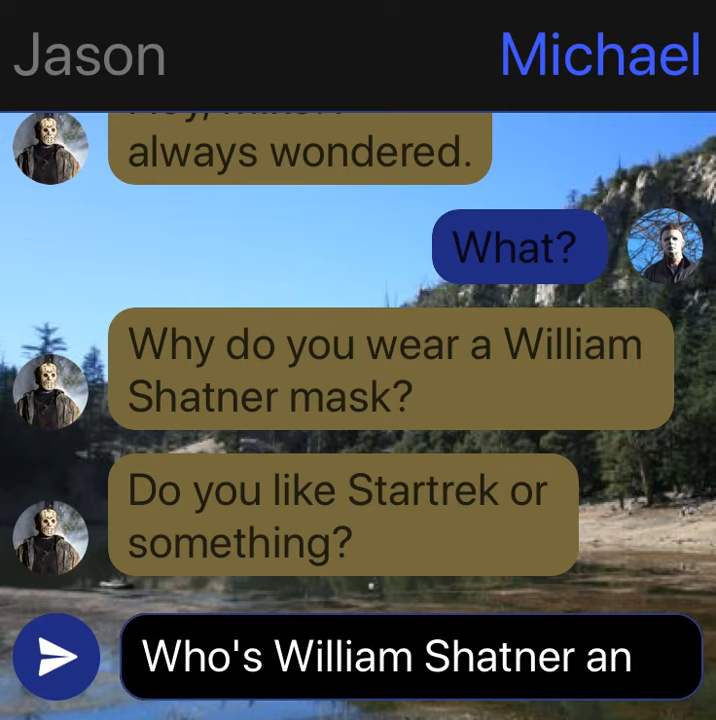 Jason
Michael
always wondered.
What?
Why do you wear a William
Shatner mask?
Do you like Startrek or
something?
Who's William Shatner an